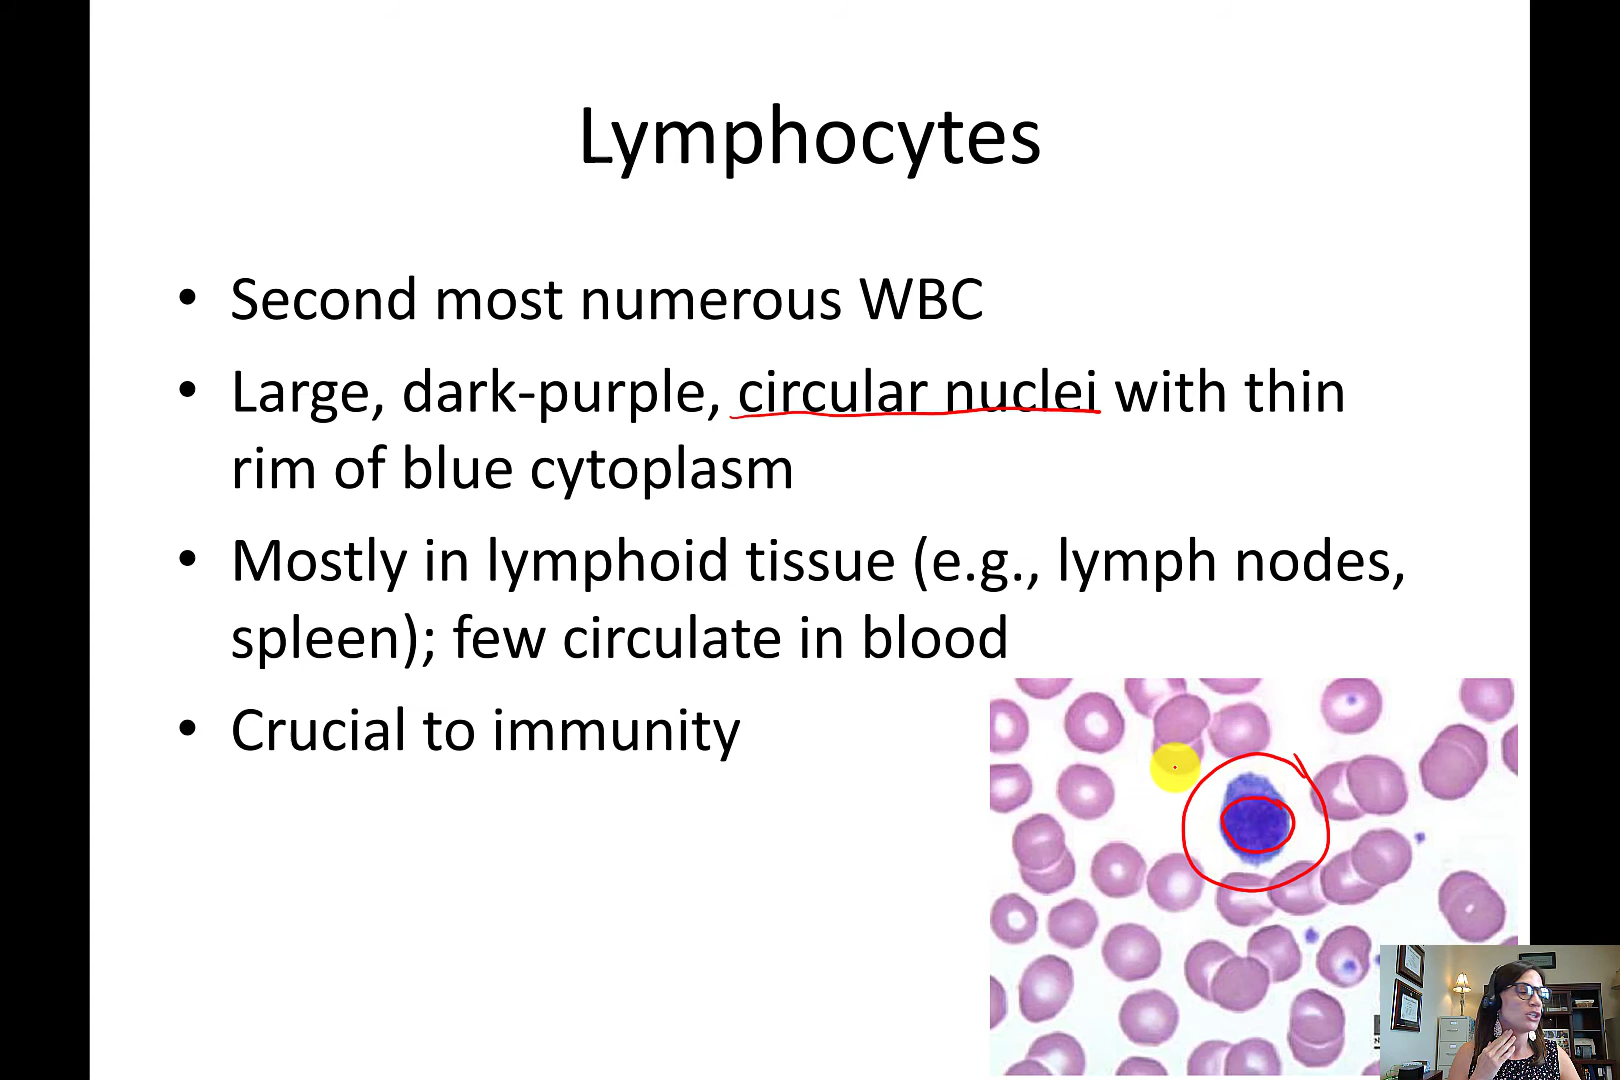 Lymphocytes
• Second most numerous WBC
• Large, dark-purple, circular nuclei with thin
rim of blue cytoplasm
• Mostly in lymphoid tissue (e.g., lymph nodes,
spleen); few circulate in blood
• Crucial to immunity